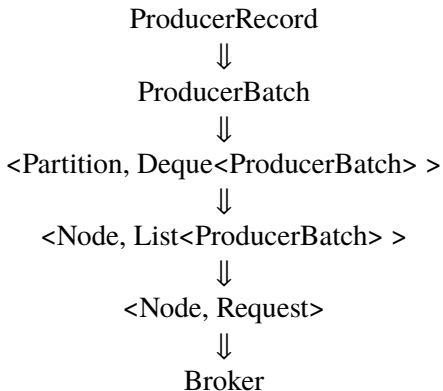 ProducerRecord
⇓
ProducerBatch
⇓
<Partition, Deque<ProducerBatch> >
⇓
<Node, List<ProducerBatch> >
⇓
<Node, Request>
⇓
Broker